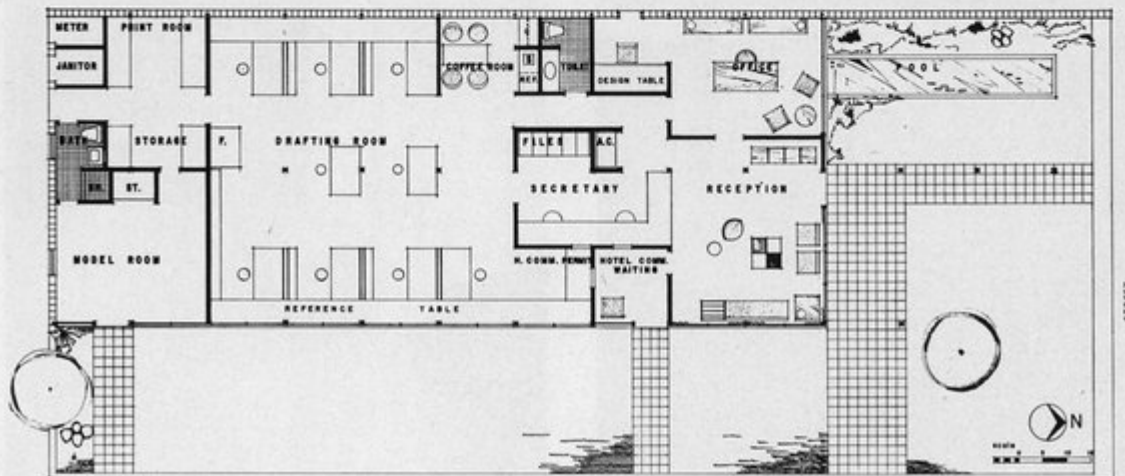 METER
PRINT ROOM
JANITOR
COFFEE ROOM
REF.
TOILET
DESIGN TABLE
OFFICE
POOL
BATH
STORAGE
F.
DRAFTING ROOM
FILES
A.C.
SH.
ST.
SECRETARY
RECEPTION
MODEL ROOM
H. COMM. PERMIT
HOTEL COMM.
WAITING
REFERENCE TABLE
N